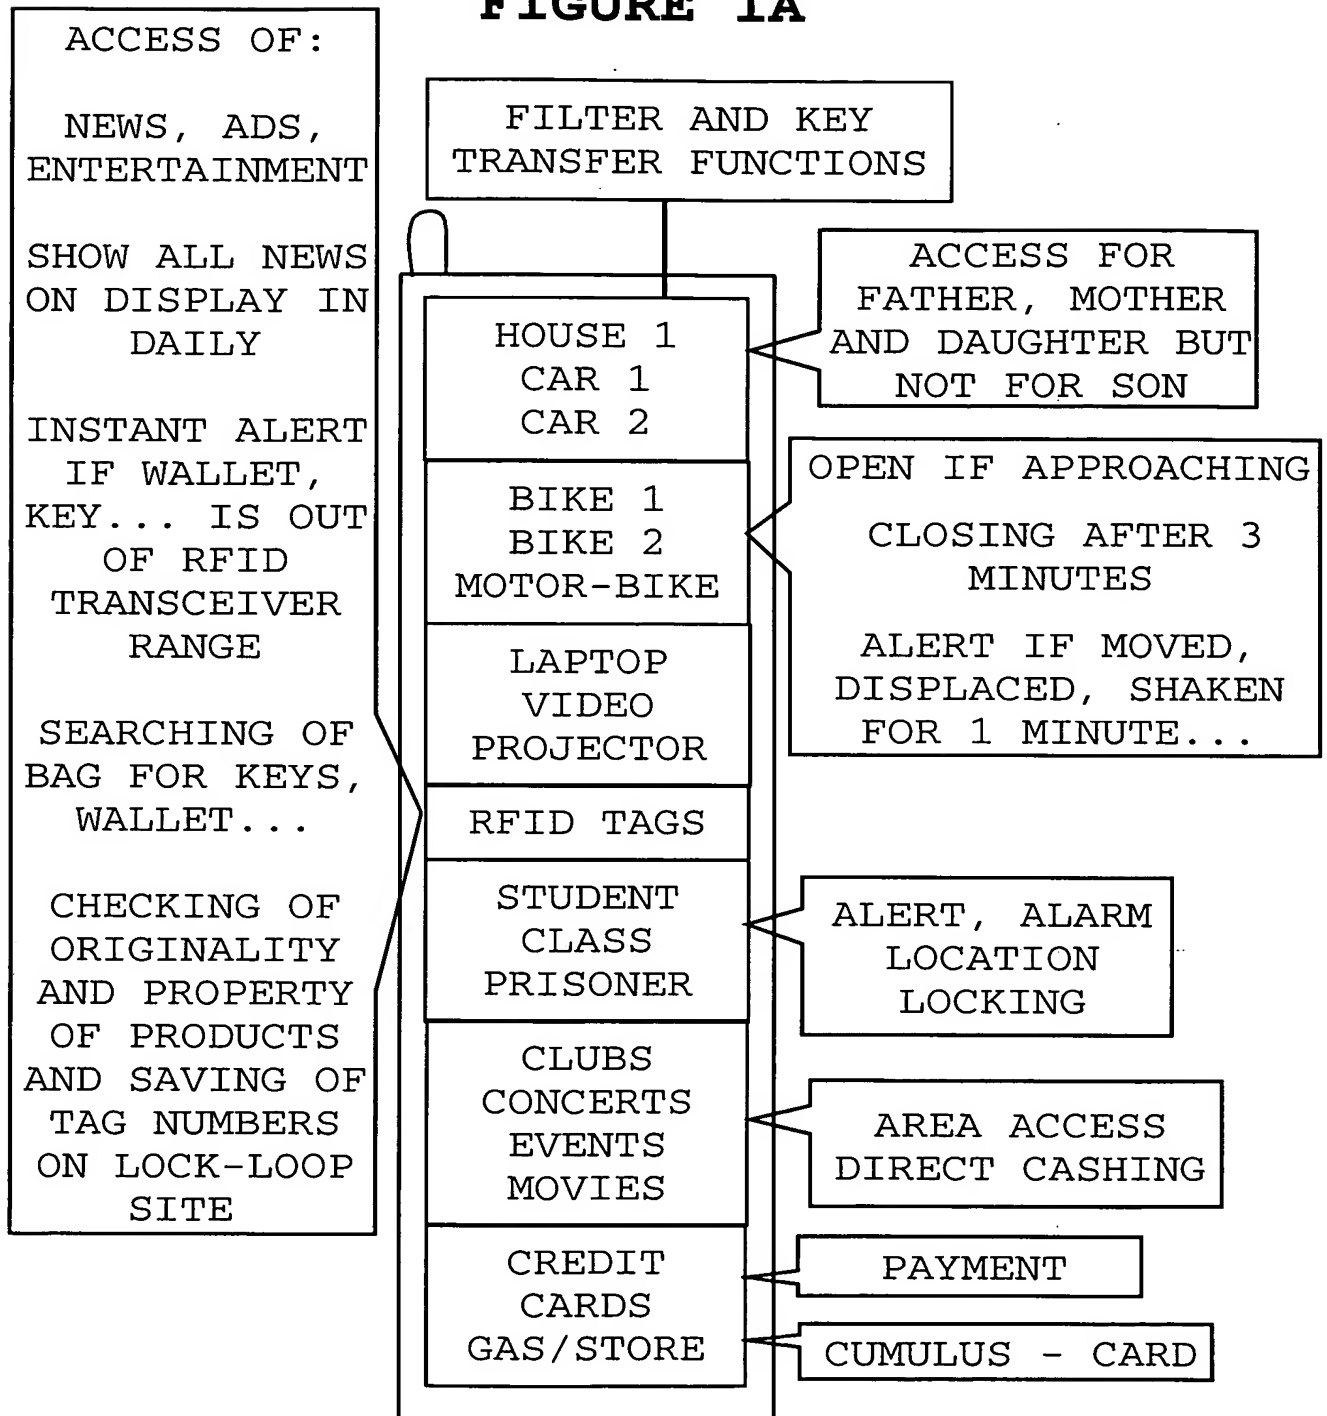 FIGURE 1A
ACCESS OF:
NEWS, ADS,
ENTERTAINMENT
SHOW ALL NEWS
ON DISPLAY IN
DAILY
INSTANT ALERT
IF WALLET,
KEY... IS OUT
OF RFID
TRANSCEIVER
RANGE
SEARCHING OF
BAG FOR KEYS,
WALLET...
CHECKING OF
ORIGINALITY
AND PROPERTY
OF PRODUCTS
AND SAVING OF
TAG NUMBERS
ON LOCK-LOOP
SITE
FILTER AND KEY
TRANSFER FUNCTIONS
HOUSE 1
CAR 1
CAR 2
BIKE 1
BIKE 2
MOTOR-BIKE
LAPTOP
VIDEO
PROJECTOR
RFID TAGS
STUDENT
CLASS
PRISONER
CLUBS
CONCERTS
EVENTS
MOVIES
CREDIT
CARDS
GAS/STORE
ACCESS FOR
FATHER, MOTHER
AND DAUGHTER BUT
NOT FOR SON
OPEN IF APPROACHING
CLOSING AFTER 3
MINUTES
ALERT IF MOVED,
DISPLACED, SHAKEN
FOR 1 MINUTE...
ALERT, ALARM
LOCATION
LOCKING
AREA ACCESS
DIRECT CASHING
PAYMENT
CUMULUS - CARD